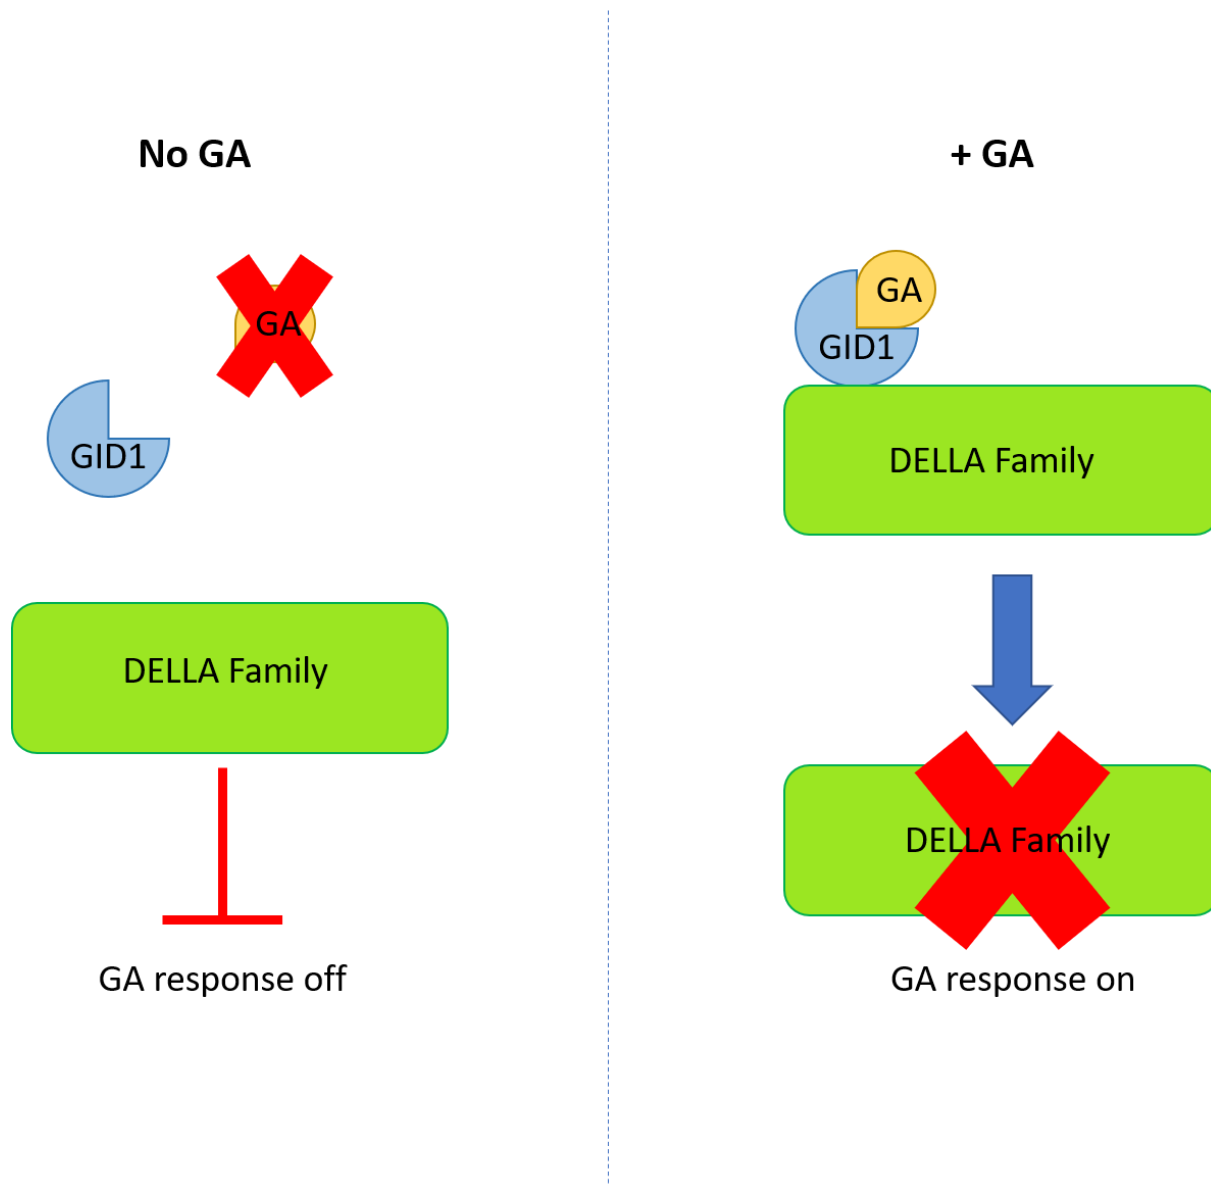 No GA
GA
GID1
DELLA Family
GA response off
+ GA
GA
GID1
DELLA Family
DELLA Family
GA response on